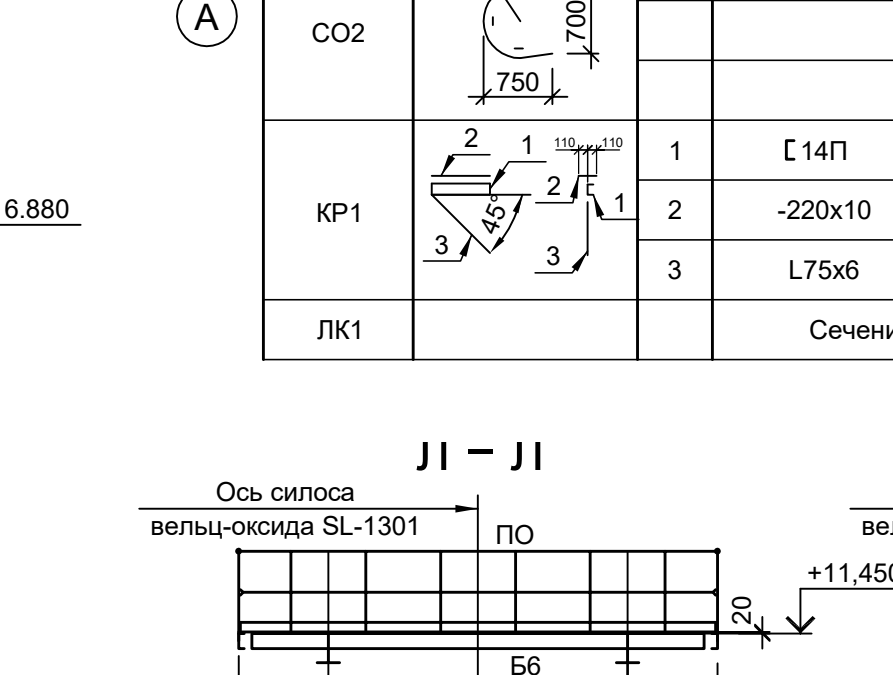 А
СО2
700
750
КР1
2
1
45°
3
110
110
2
1
3
1
[14П
2
-220х10
3
L75х6
6.880
ЛК1
Сечени
Л – Л
Ось силоса
вельц-оксида SL-1301
ПО
вел
+11,450
20
Б6